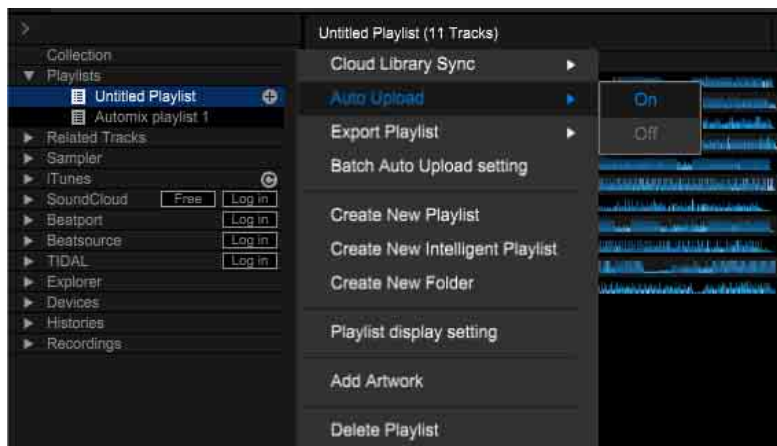 Untitled Playlist (11 Tracks)
Collection
Playlists
Untitled Playlist
Automix playlist 1
Related Tracks
Sampler
iTunes
SoundCloud Free Log in
Beatport Log in
Beatsource Log in
TIDAL Log in
Explorer
Devices
Histories
Recordings
Cloud Library Sync
Auto Upload
Export Playlist
Batch Auto Upload setting
Create New Playlist
Create New Intelligent Playlist
Create New Folder
Playlist display setting
Add Artwork
Delete Playlist
On
Off